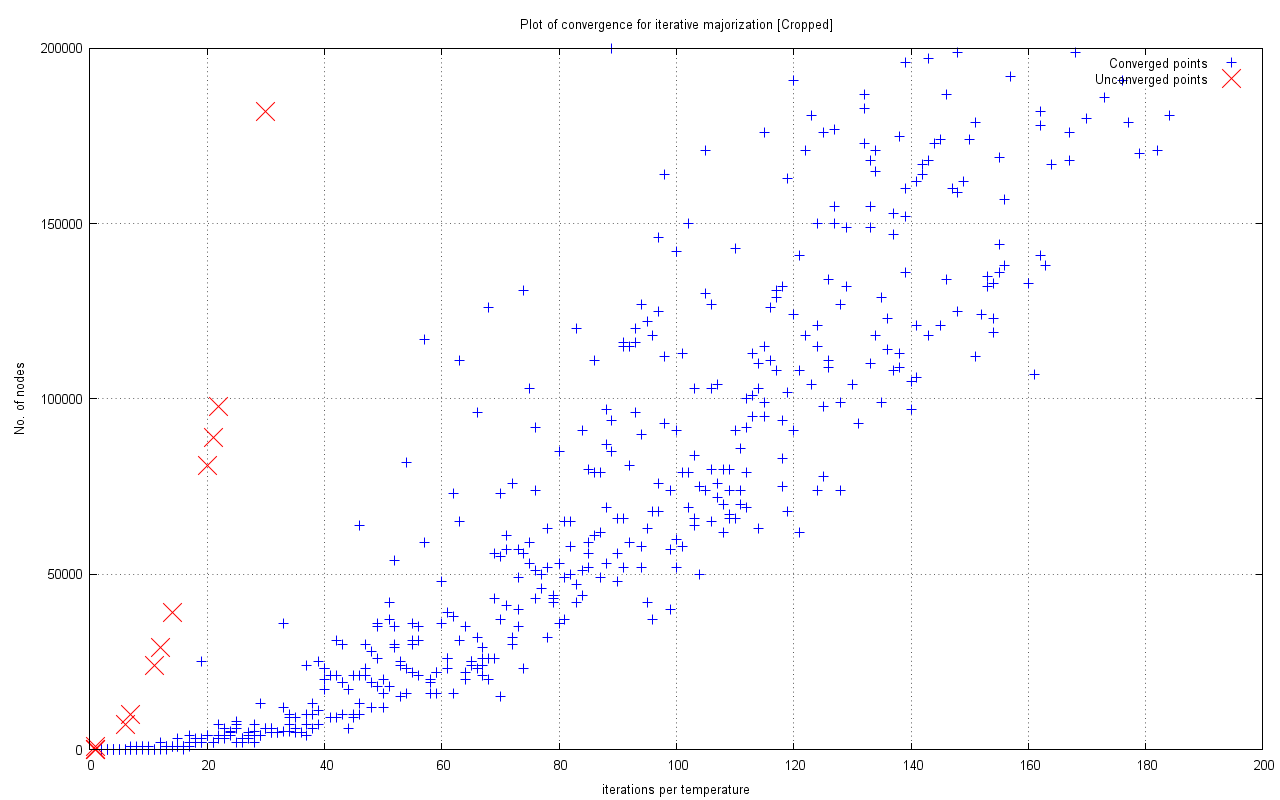 Plot of convergence for iterative majorization [Cropped]
200000
Converged points
Unconverged points
150000
No. of nodes
100000
50000
0
0 20 40 60 80 100 120 140 160 180 200
iterations per temperature